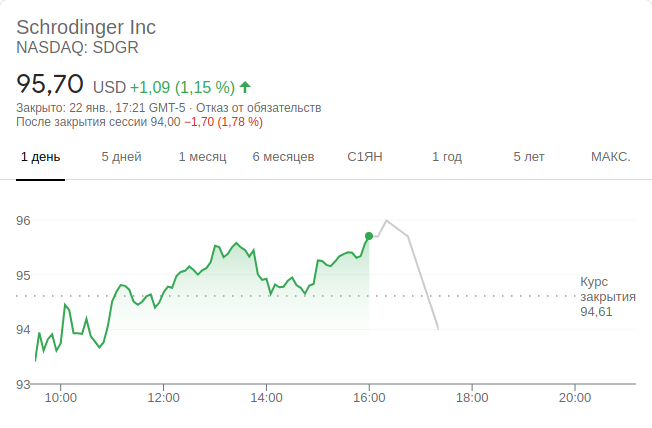 Schrodinger Inc
NASDAQ: SDGR
95,70 USD +1,09 (1,15 %)
Закрыто: 22 янв., 17:21 GMT-5 · Отказ от обязательств
После закрытия сессии 94,00 −1,70 (1,78 %)
1 день 5 дней 1 месяц 6 месяцев С1ЯН 1 год 5 лет МАКС.
96
95
Курс
закрытия
94,61
94
93
10:00 12:00 14:00 16:00 18:00 20:00